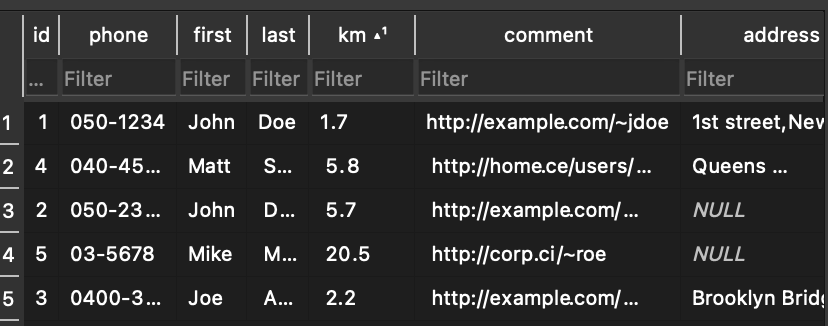 id phone first last km ▴1 comment address
... Filter Filter Filter Filter Filter Filter
1 1 050-1234 John Doe 1.7 http://example.com/~jdoe 1st street,New
2 4 040-45... Matt S... 5.8 http://home.ce/users/... Queens ...
3 2 050-23... John D... 5.7 http://example.com/... NULL
4 5 03-5678 Mike M... 20.5 http://corp.ci/~roe NULL
5 3 0400-3... Joe A... 2.2 http://example.com/... Brooklyn Bridg